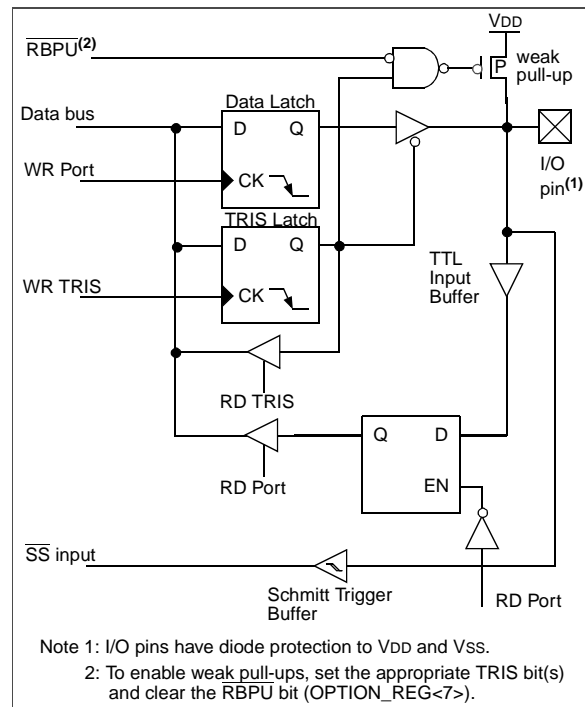 VDD
RBPU(2)
P
weak
pull-up
Data Latch
Data bus
D
Q
WR Port
CK
I/O
pin(1)
TRIS Latch
D
Q
TTL
Input
Buffer
WR TRIS
CK
RD TRIS
Q
D
RD Port
EN
SS input
Schmitt Trigger
Buffer
RD Port
Note 1: I/O pins have diode protection to VDD and VSS.
2: To enable weak pull-ups, set the appropriate TRIS bit(s)
and clear the RBPU bit (OPTION_REG<7>).